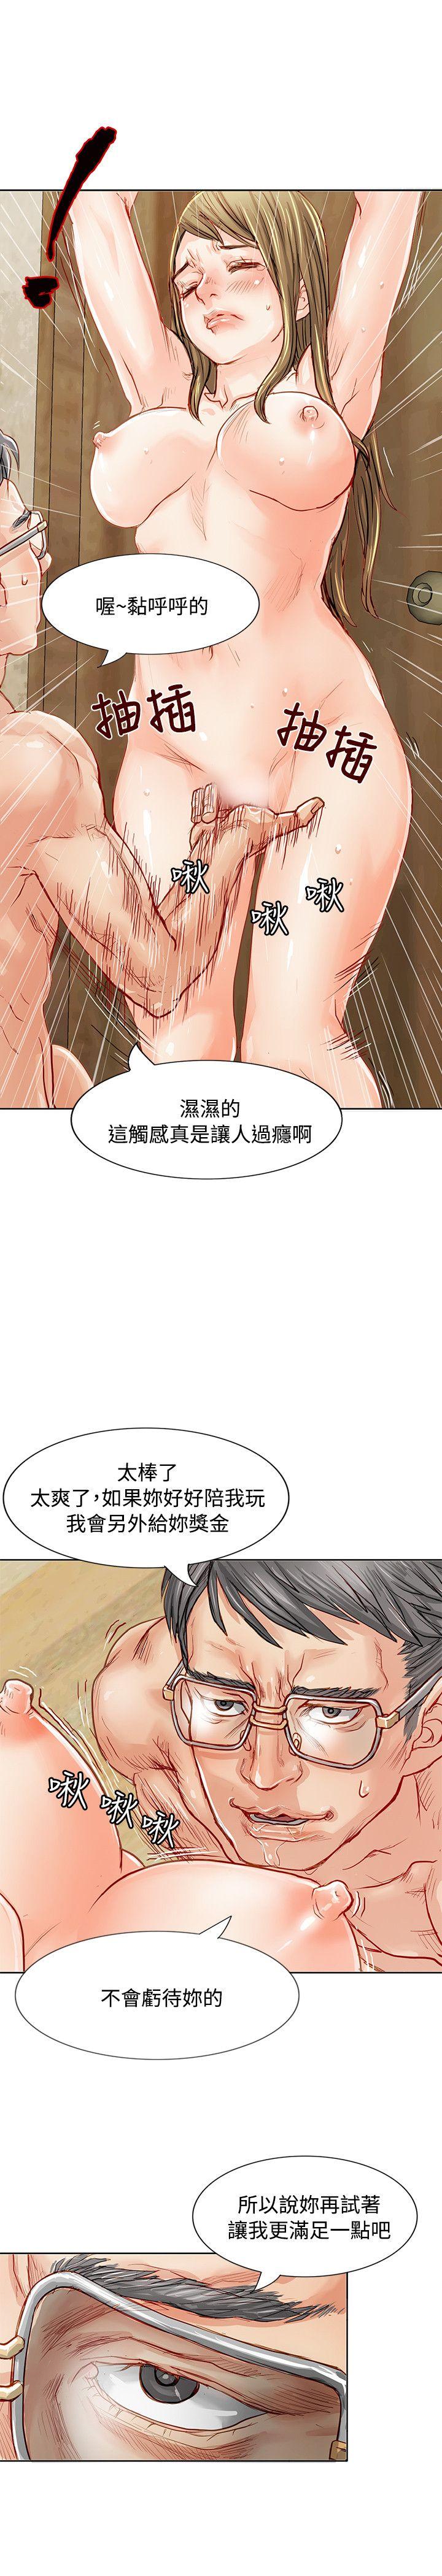 喔~黏呼呼的
抽插
抽插
啾
啾
啾
濕濕的
這觸感真是讓人過癮啊
太棒了
太爽了,如果妳好好陪我玩
我會另外給妳獎金
啾
啾
啾
不會虧待妳的
所以說妳再試著
讓我更滿足一點吧